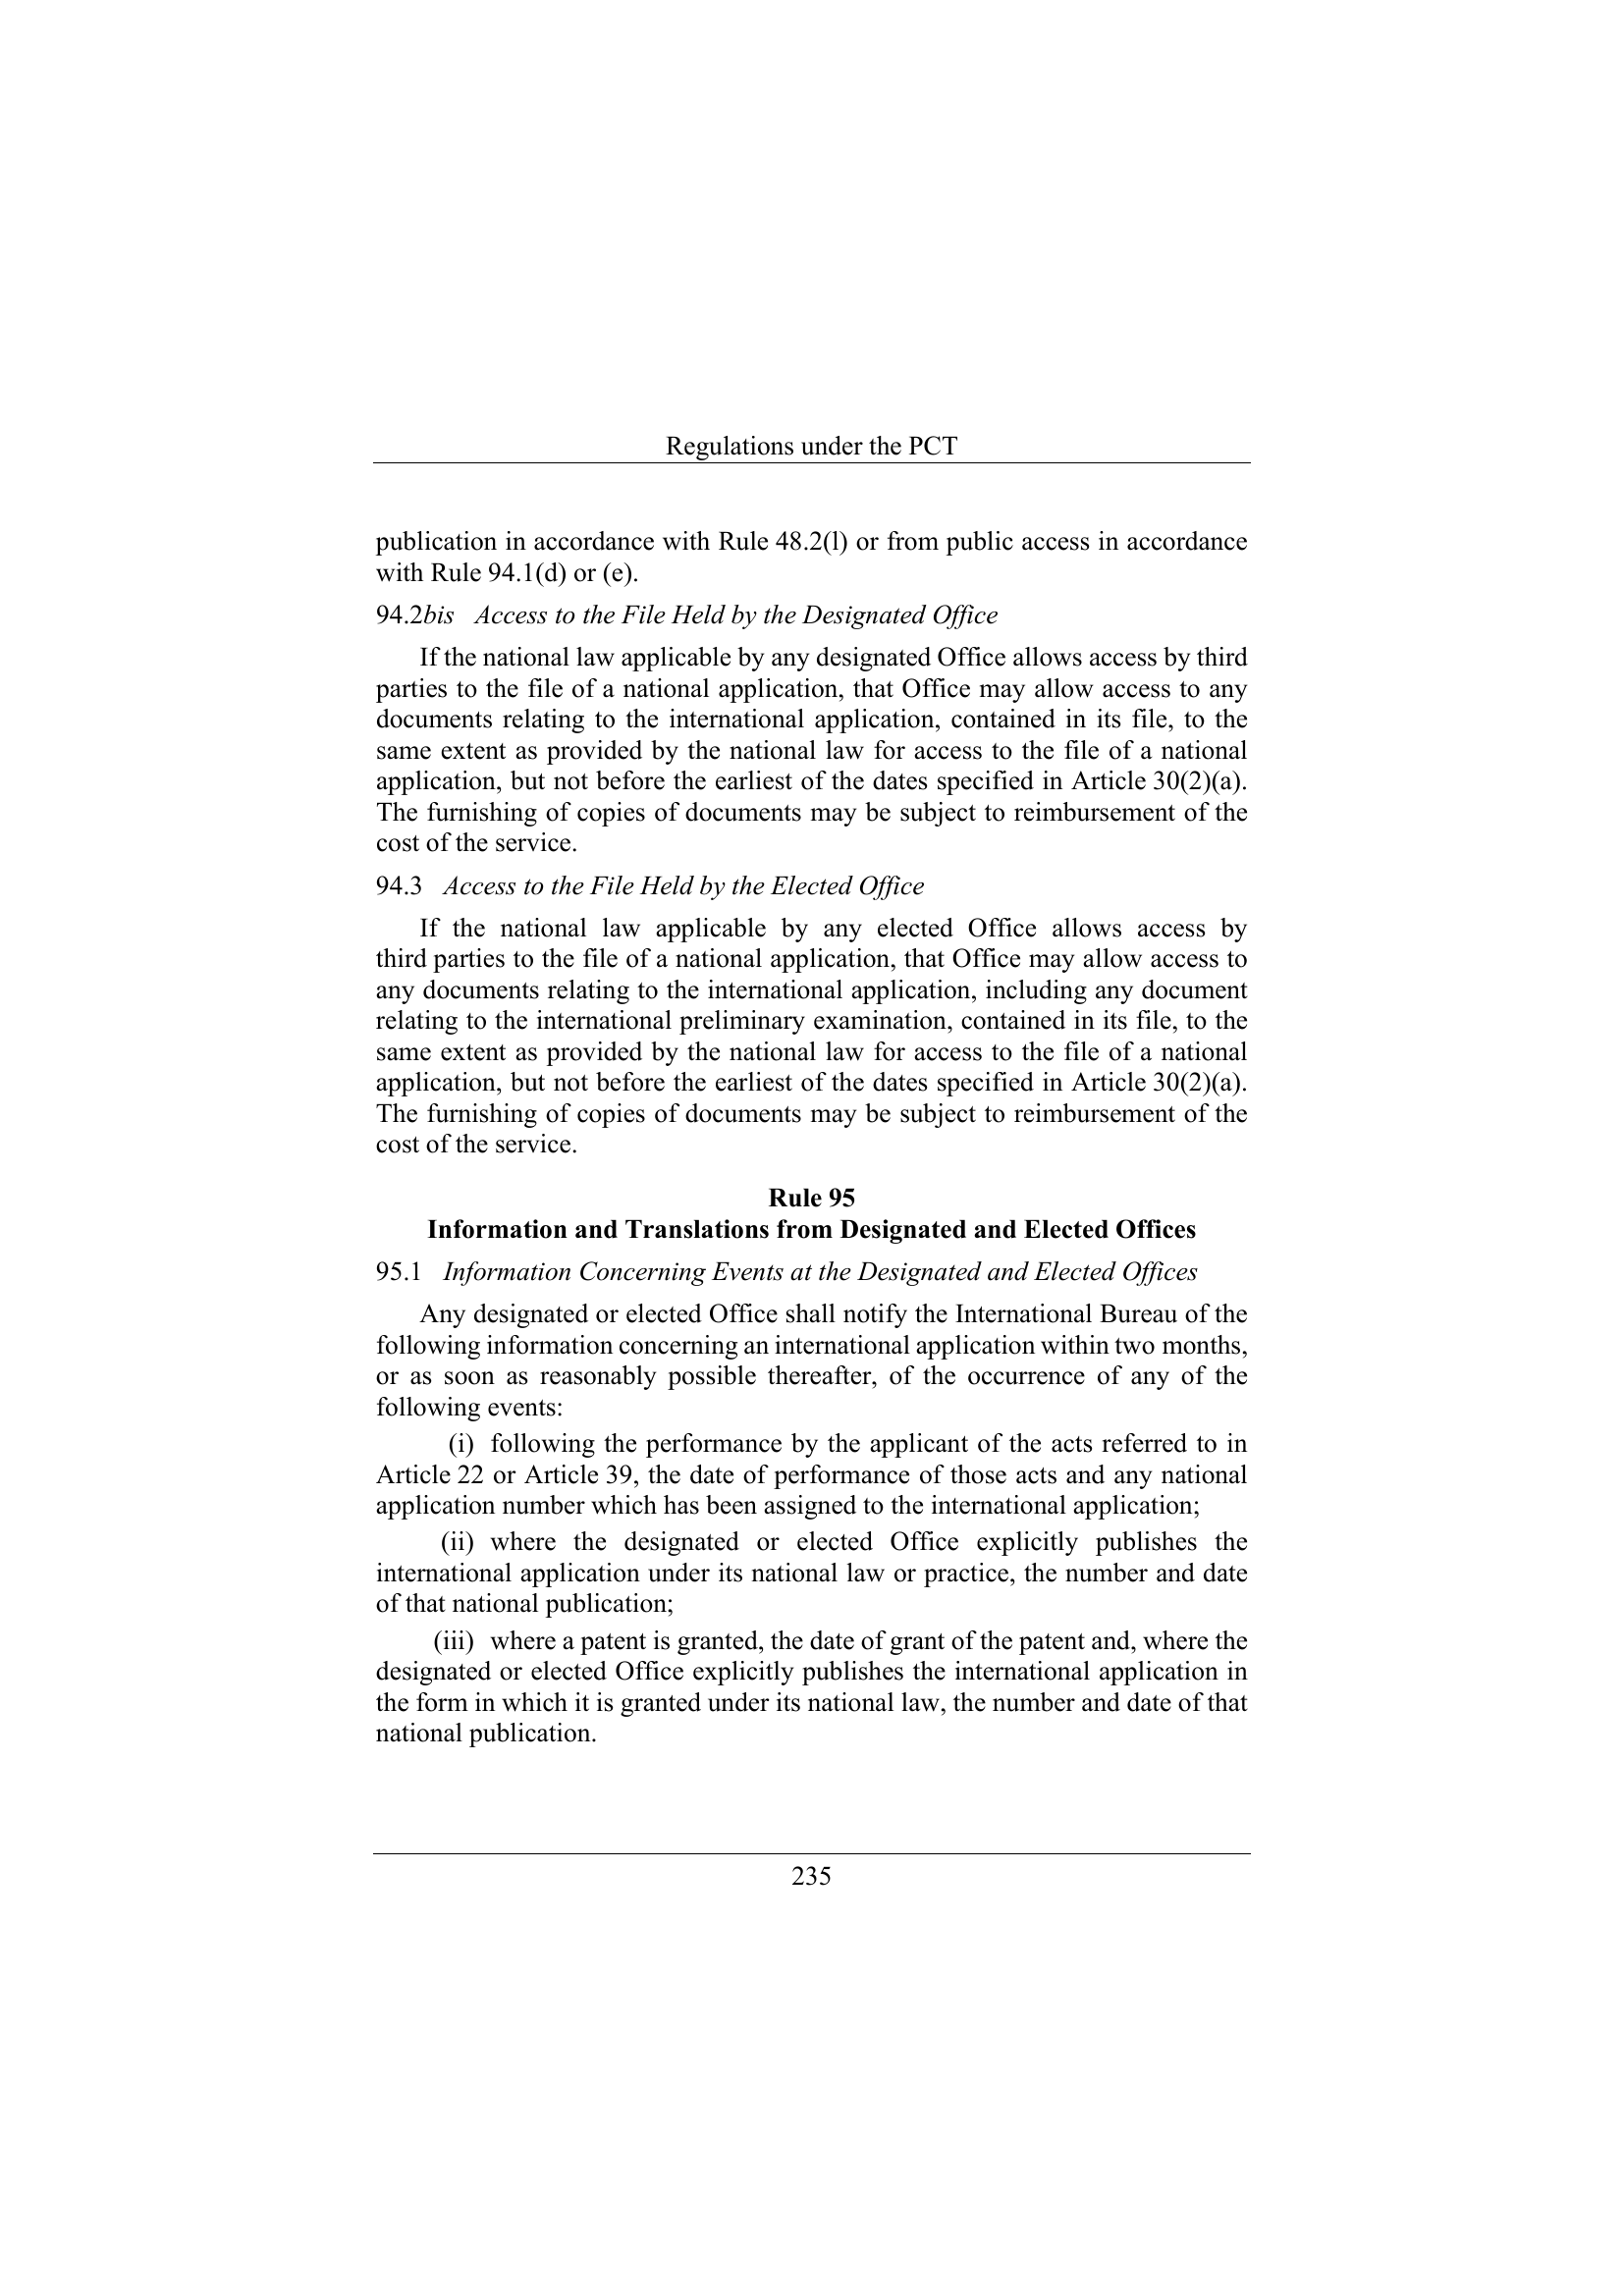 Regulations under the PCT
publication in accordance with Rule 48.2(l) or from public access in accordance
with Rule 94.1(d) or (e).
94.2bis Access to the File Held by the Designated Office
If the national law applicable by any designated Office allows access by third
parties to the file of a national application, that Office may allow access to any
documents relating to the international application, contained in its file, to the
same extent as provided by the national law for access to the file of a national
application, but not before the earliest of the dates specified in Article 30(2)(a).
The furnishing of copies of documents may be subject to reimbursement of the
cost of the service.
94.3 Access to the File Held by the Elected Office
If the national law applicable by any elected Office allows access by
third parties to the file of a national application, that Office may allow access to
any documents relating to the international application, including any document
relating to the international preliminary examination, contained in its file, to the
same extent as provided by the national law for access to the file of a national
application, but not before the earliest of the dates specified in Article 30(2)(a).
The furnishing of copies of documents may be subject to reimbursement of the
cost of the service.
Rule 95
Information and Translations from Designated and Elected Offices
95.1 Information Concerning Events at the Designated and Elected Offices
Any designated or elected Office shall notify the International Bureau of the
following information concerning an international application within two months,
or as soon as reasonably possible thereafter, of the occurrence of any of the
following events:
(i) following the performance by the applicant of the acts referred to in
Article 22 or Article 39, the date of performance of those acts and any national
application number which has been assigned to the international application;
(ii) where the designated or elected Office explicitly publishes the
international application under its national law or practice, the number and date
of that national publication;
(iii) where a patent is granted, the date of grant of the patent and, where the
designated or elected Office explicitly publishes the international application in
the form in which it is granted under its national law, the number and date of that
national publication.
235